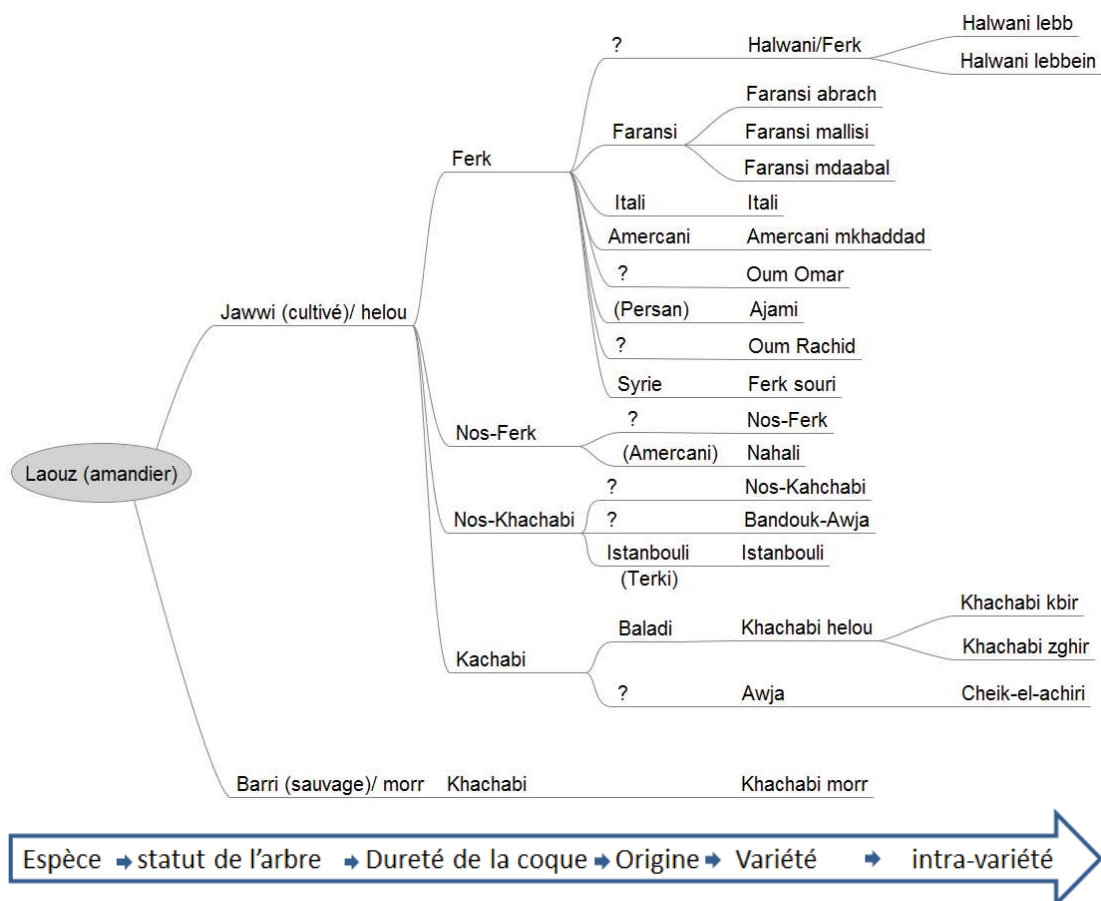 Halwani lebb
? Halwani/Ferk
Halwani lebbein
Faransi abrach
Faransi Faransi mallisi
Faransi mdaabal
Ferk
Itali Itali
Amercani Amercani mkhaddad
? Oum Omar
(Persan) Ajami
Jawwi (cultivé)/ helou
? Oum Rachid
Syrie Ferk souri
? Nos-Ferk
Nos-Ferk
(Amercani) Nahali
Laouz (amandier)
? Nos-Kahchabi
Nos-Khachabi ? Bandouk-Awja
Istanbouli Istanbouli
(Terki)
Khachabi kbir
Baladi Khachabi helou
Khachabi zghir
Kachabi
? Awja Cheik-el-achiri
Barri (sauvage)/ morr Khachabi Khachabi morr
Espèce statut de l'arbre Dureté de la coque Origine Variété intra-variété